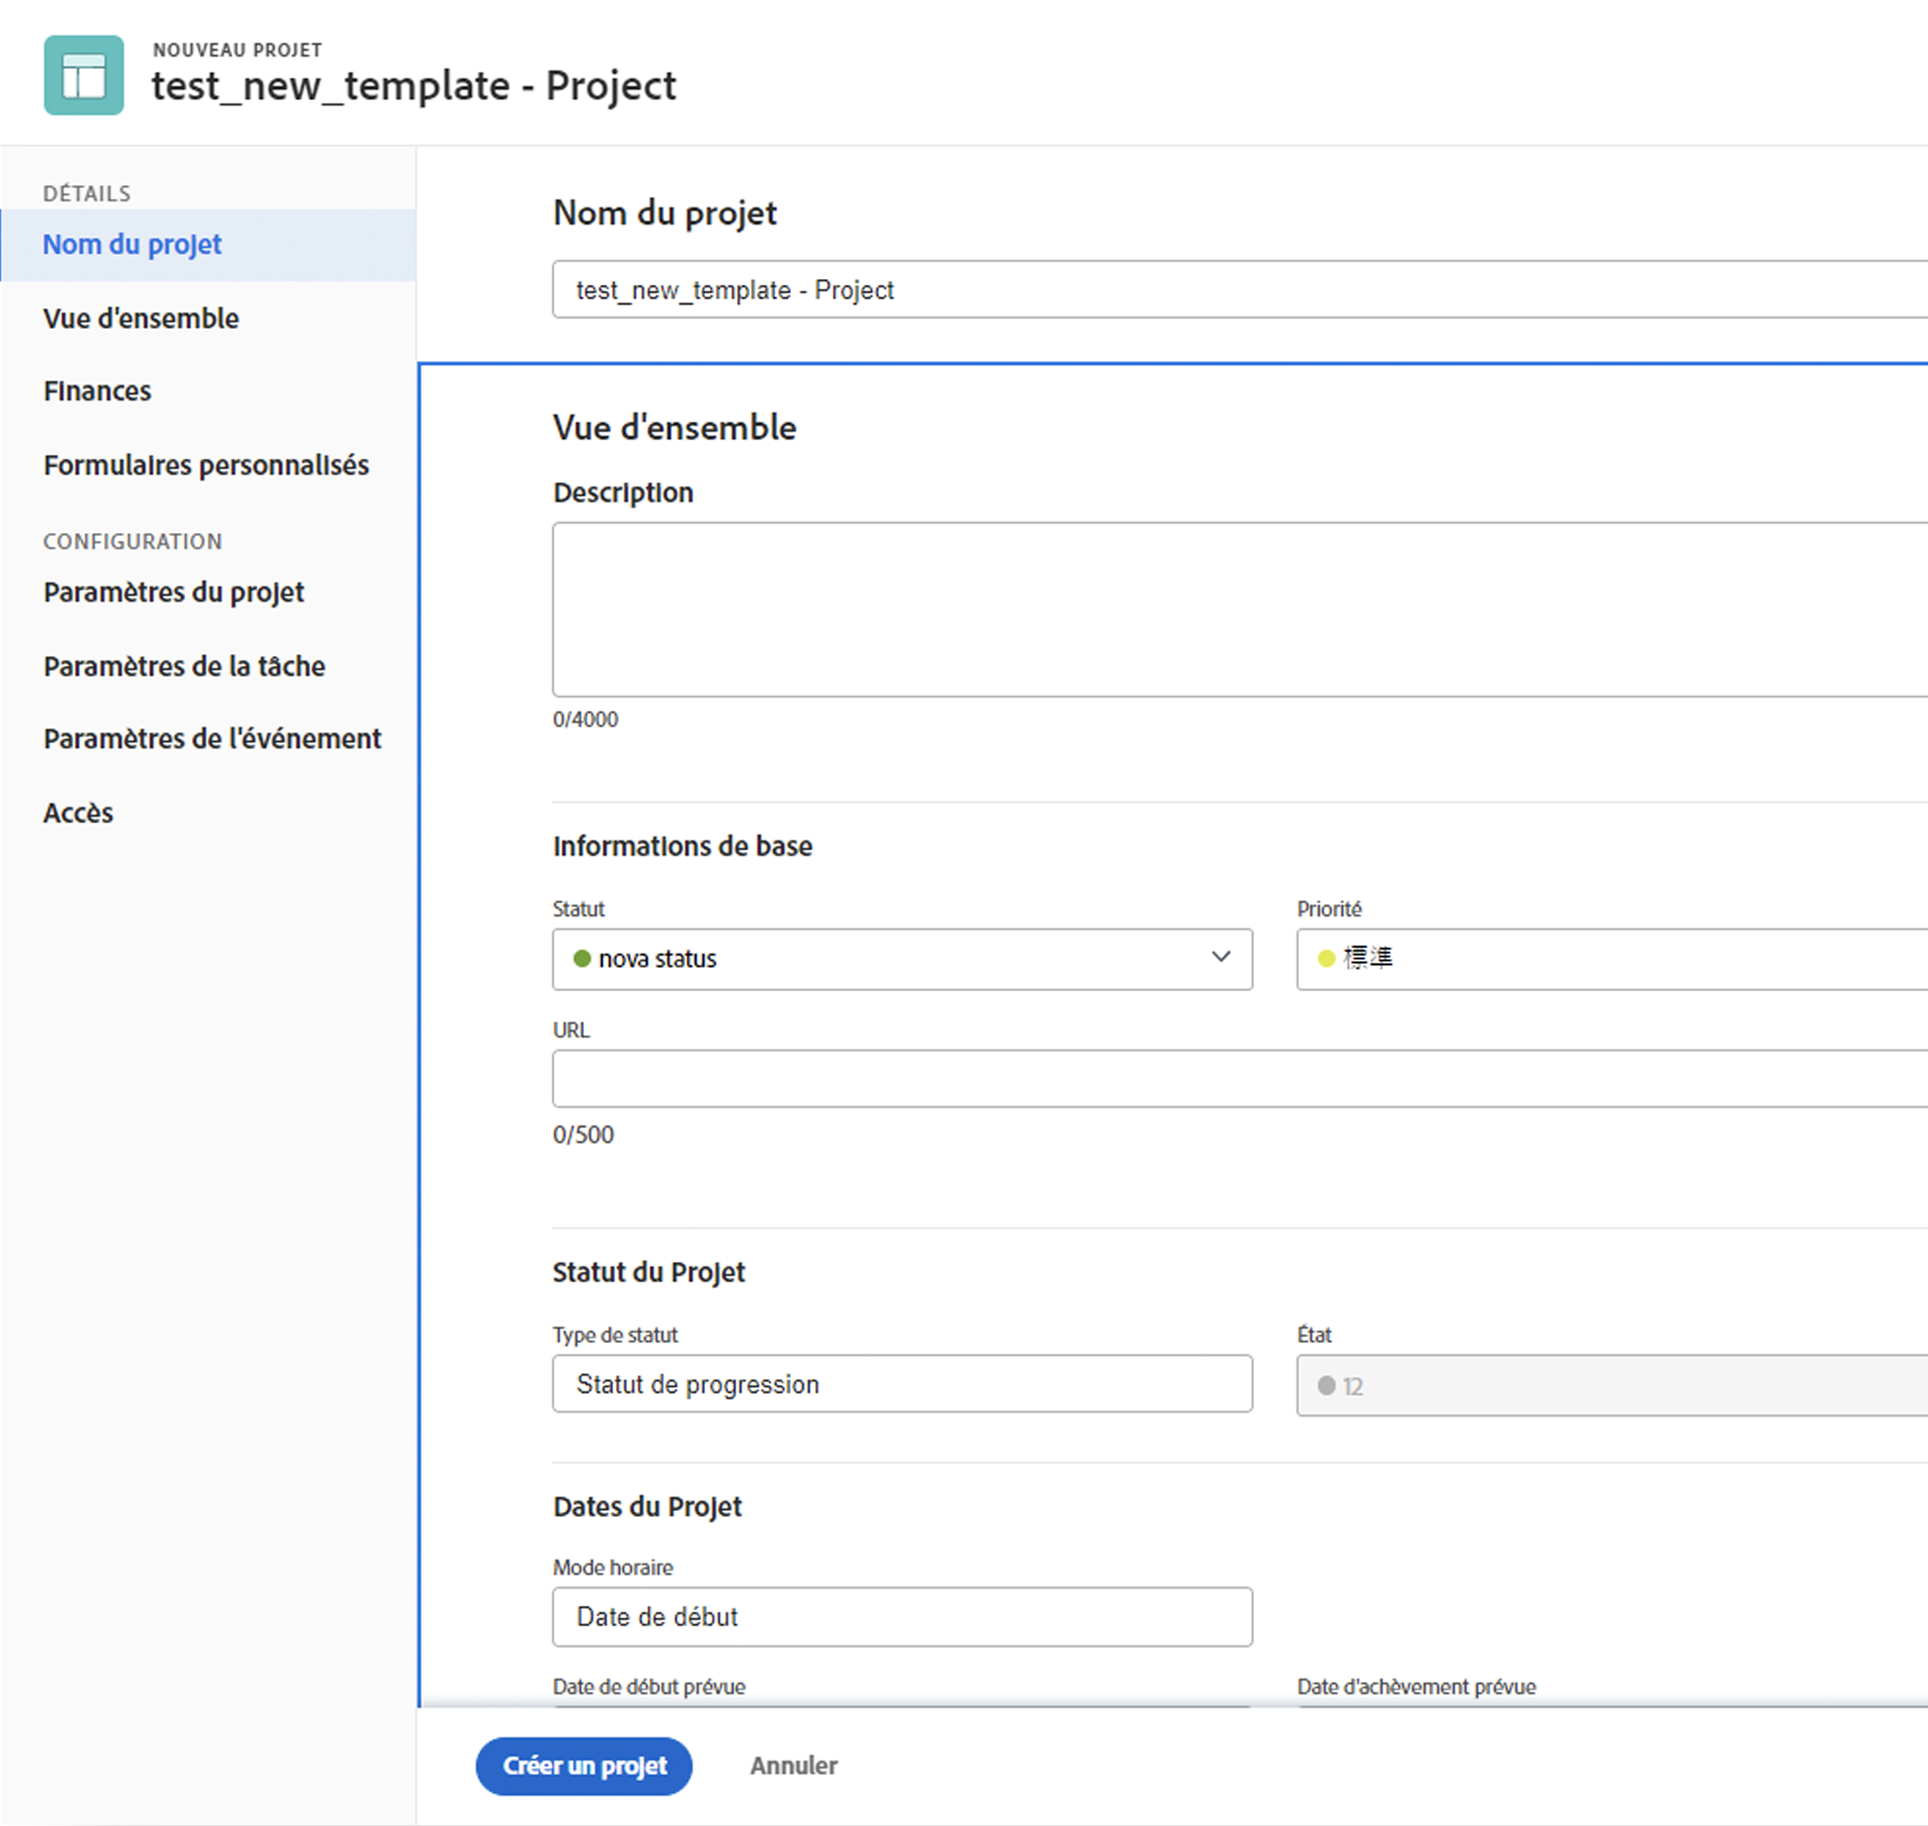 NOUVEAU PROJET
test_new_template - Project
DÉTAILS
Nom du projet
Vue d'ensemble
Finances
Formulaires personnalisés
CONFIGURATION
Paramètres du projet
Paramètres de la tâche
Paramètres de l'événement
Accès
Nom du projet
test_new_template - Project
Vue d'ensemble
Description
0/4000
Informations de base
Statut
Priorité
nova status
標準
URL
0/500
Statut du Projet
Type de statut
État
Statut de progression
12
Dates du Projet
Mode horaire
Date de début
Date de début prévue
Date d'achèvement prévue
Créer un projet
Annuler